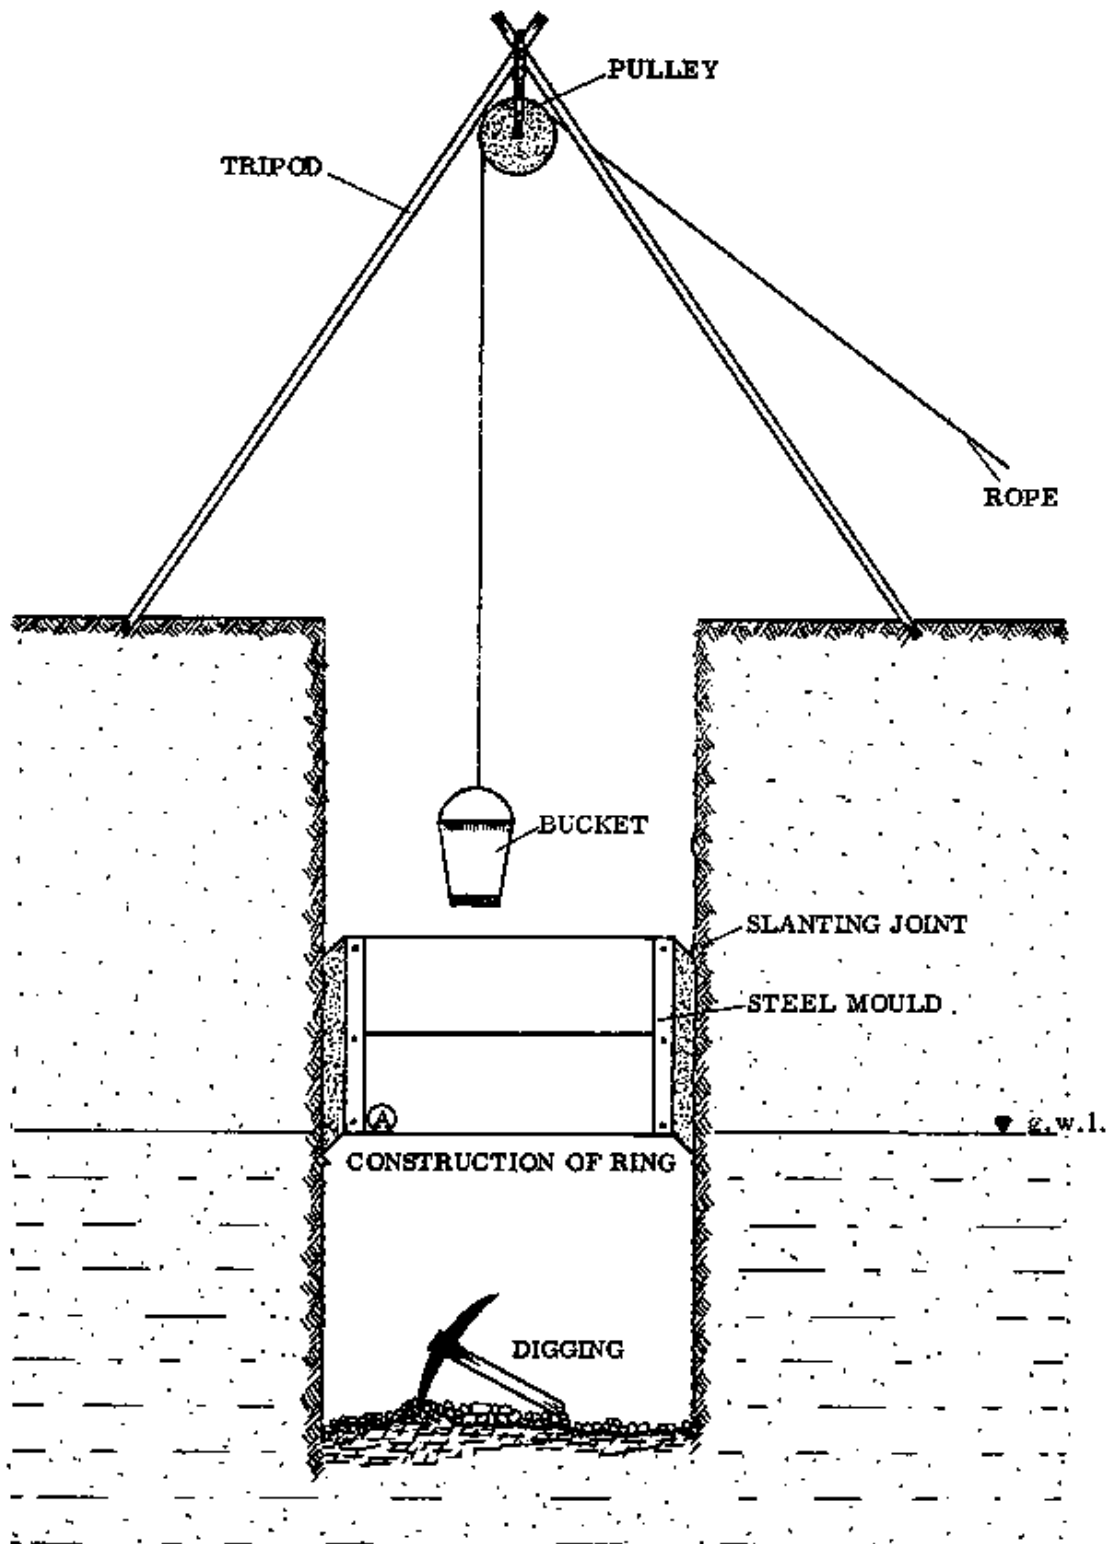 PULLEY
TRIPOD
ROPE
BUCKET
SLANTING JOINT
STEEL MOULD
A
g.w.l.
CONSTRUCTION OF RING
DIGGING